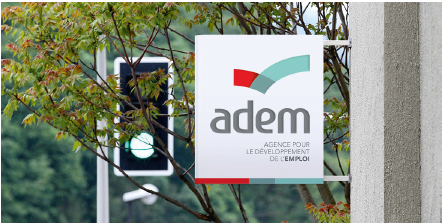 adem
AGENCE POUR
LE DÉVELOPPEMENT
DE L'EMPLOI